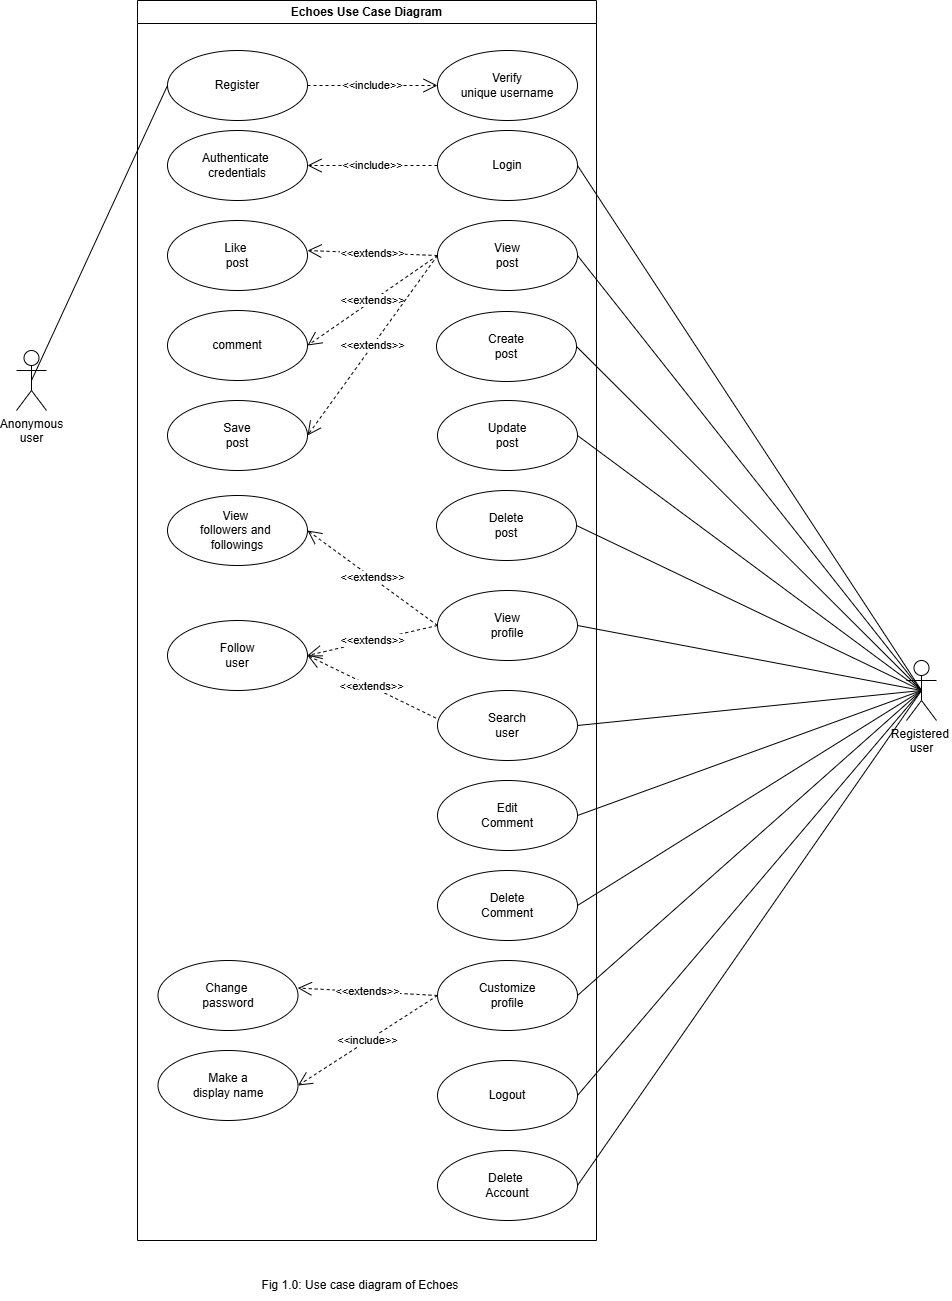 Echoes Use Case Diagram
Register
<<include>>
Verify
unique username
Authenticate
credentials
<<include>>
Login
Like
post
<<extends>>
View
post
<<extends>>
comment
<<extends>>
Create
post
Anonymous
user
Save
post
Update
post
View
followers and
followings
Delete
post
<<extends>>
View
profile
Follow
user
<<extends>>
<<extends>>
Search
user
Registered
user
Edit
Comment
Delete
Comment
Change
password
<<extends>>
Customize
profile
<<include>>
Make a
display name
Logout
Delete
Account
Fig 1.0: Use case diagram of Echoes